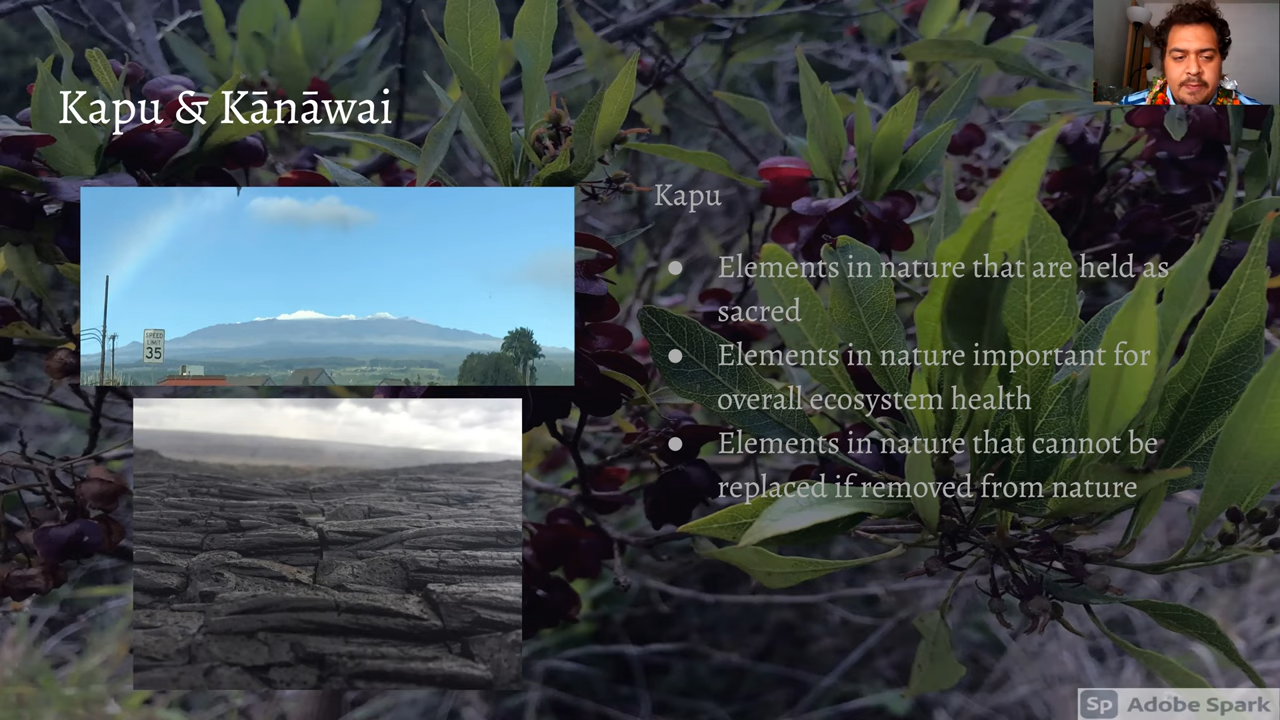 Kapu & Kānāwai
SPEED
LIMIT
35
Kapu
● Elements in nature that are held as
sacred
● Elements in nature important for
overall ecosystem health
● Elements in nature that cannot be
replaced if removed from nature
Sp Adobe Spark